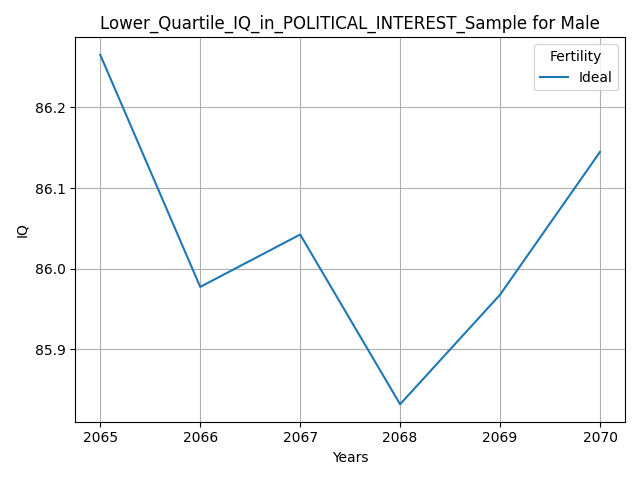 Lower_Quartile_IQ_in_POLITICAL_INTEREST_Sample for Male
Fertility
Ideal
86.2
86.1
86.0
85.9
IQ
2065 2066 2067 2068 2069 2070
Years